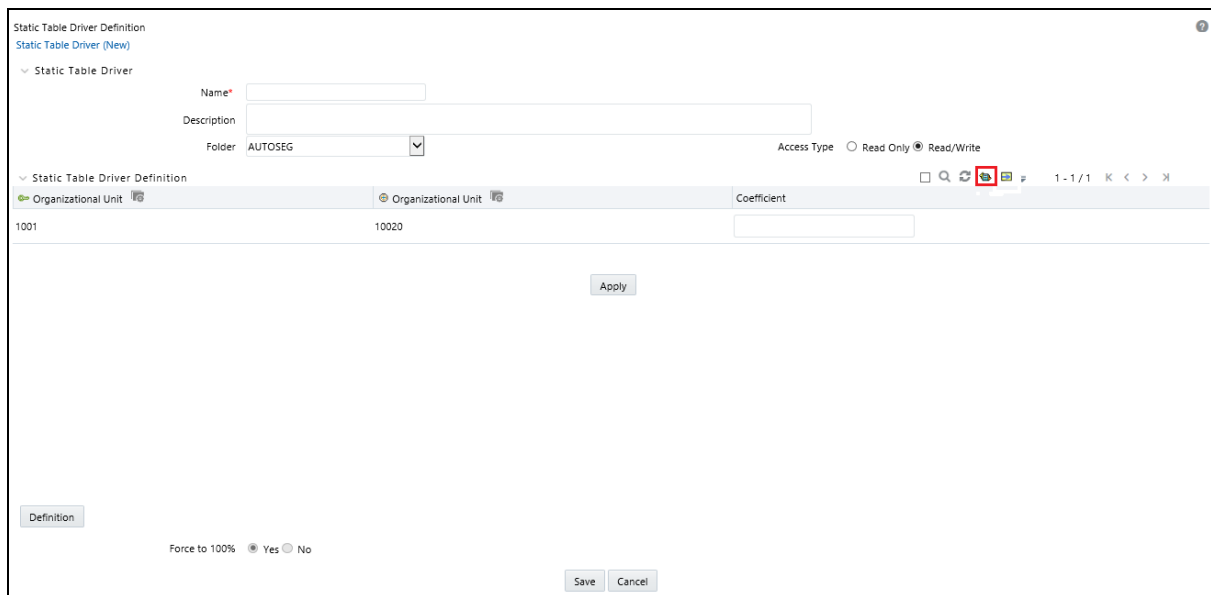 Static Table Driver Definition
Static Table Driver (New)
Static Table Driver
Name*
Description
Folder AUTOSEG Access Type Read Only Read/Write
Static Table Driver Definition 1 - 1 / 1
Organizational Unit Organizational Unit Coefficient
1001 10020
Apply
Definition
Force to 100% Yes No
Save Cancel